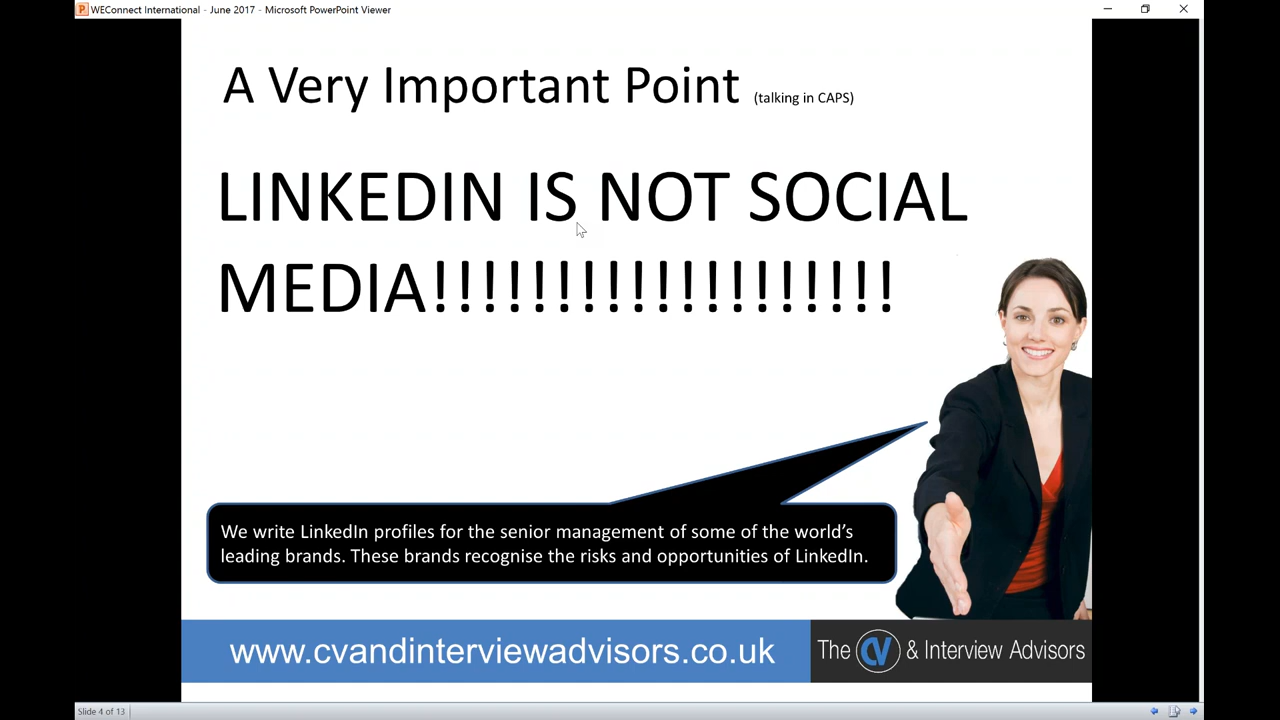 WEConnect International - June 2017 - Microsoft PowerPoint Viewer
A Very Important Point (talking in CAPS)
LINKEDIN IS NOT SOCIAL
MEDIA!!!!!!!!!!!!!!!!!!!
We write LinkedIn profiles for the senior management of some of the world's
leading brands. These brands recognise the risks and opportunities of LinkedIn.
www.cvandinterviewadvisors.co.uk
The CV & Interview Advisors
Slide 4 of 13